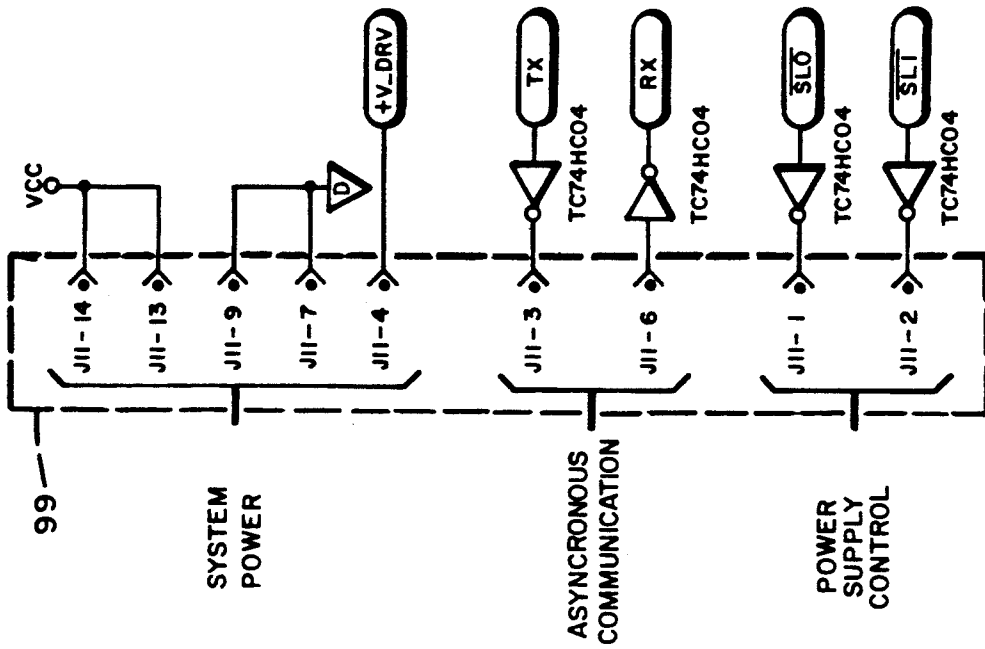 99
SYSTEM
POWER
J11-14
J11-13
J11-9
J11-7
J11-4
VCC
D
+V_DRV
ASYNCRONOUS
COMMUNICATION
J11-3
J11-6
TC74HC04
TX
TC74HC04
RX
POWER
SUPPLY
CONTROL
J11-1
J11-2
TC74HC04
SL0
TC74HC04
SL1